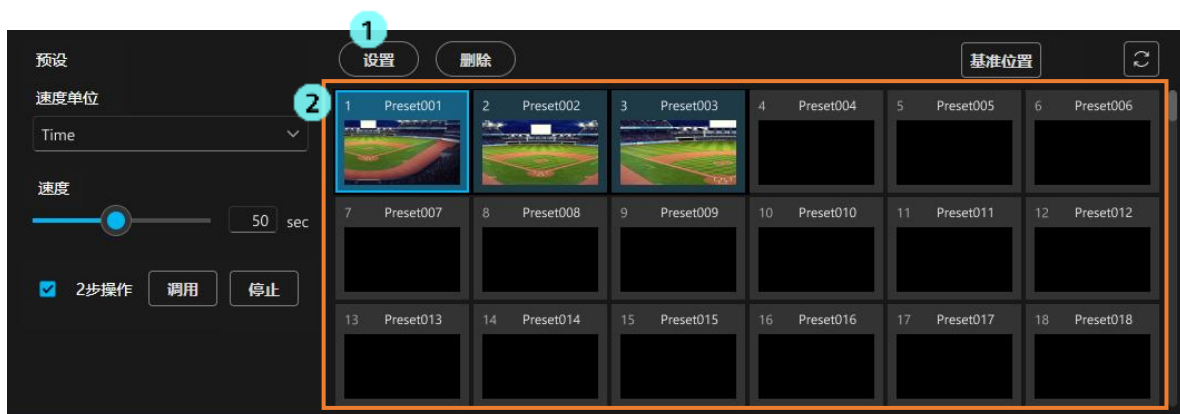 1
预设 设置 删除 基准位置
速度单位
2
Time
速度
50 sec
2步操作 调用 停止
1 Preset001 2 Preset002 3 Preset003 4 Preset004 5 Preset005 6 Preset006
7 Preset007 8 Preset008 9 Preset009 10 Preset010 11 Preset011 12 Preset012
13 Preset013 14 Preset014 15 Preset015 16 Preset016 17 Preset017 18 Preset018